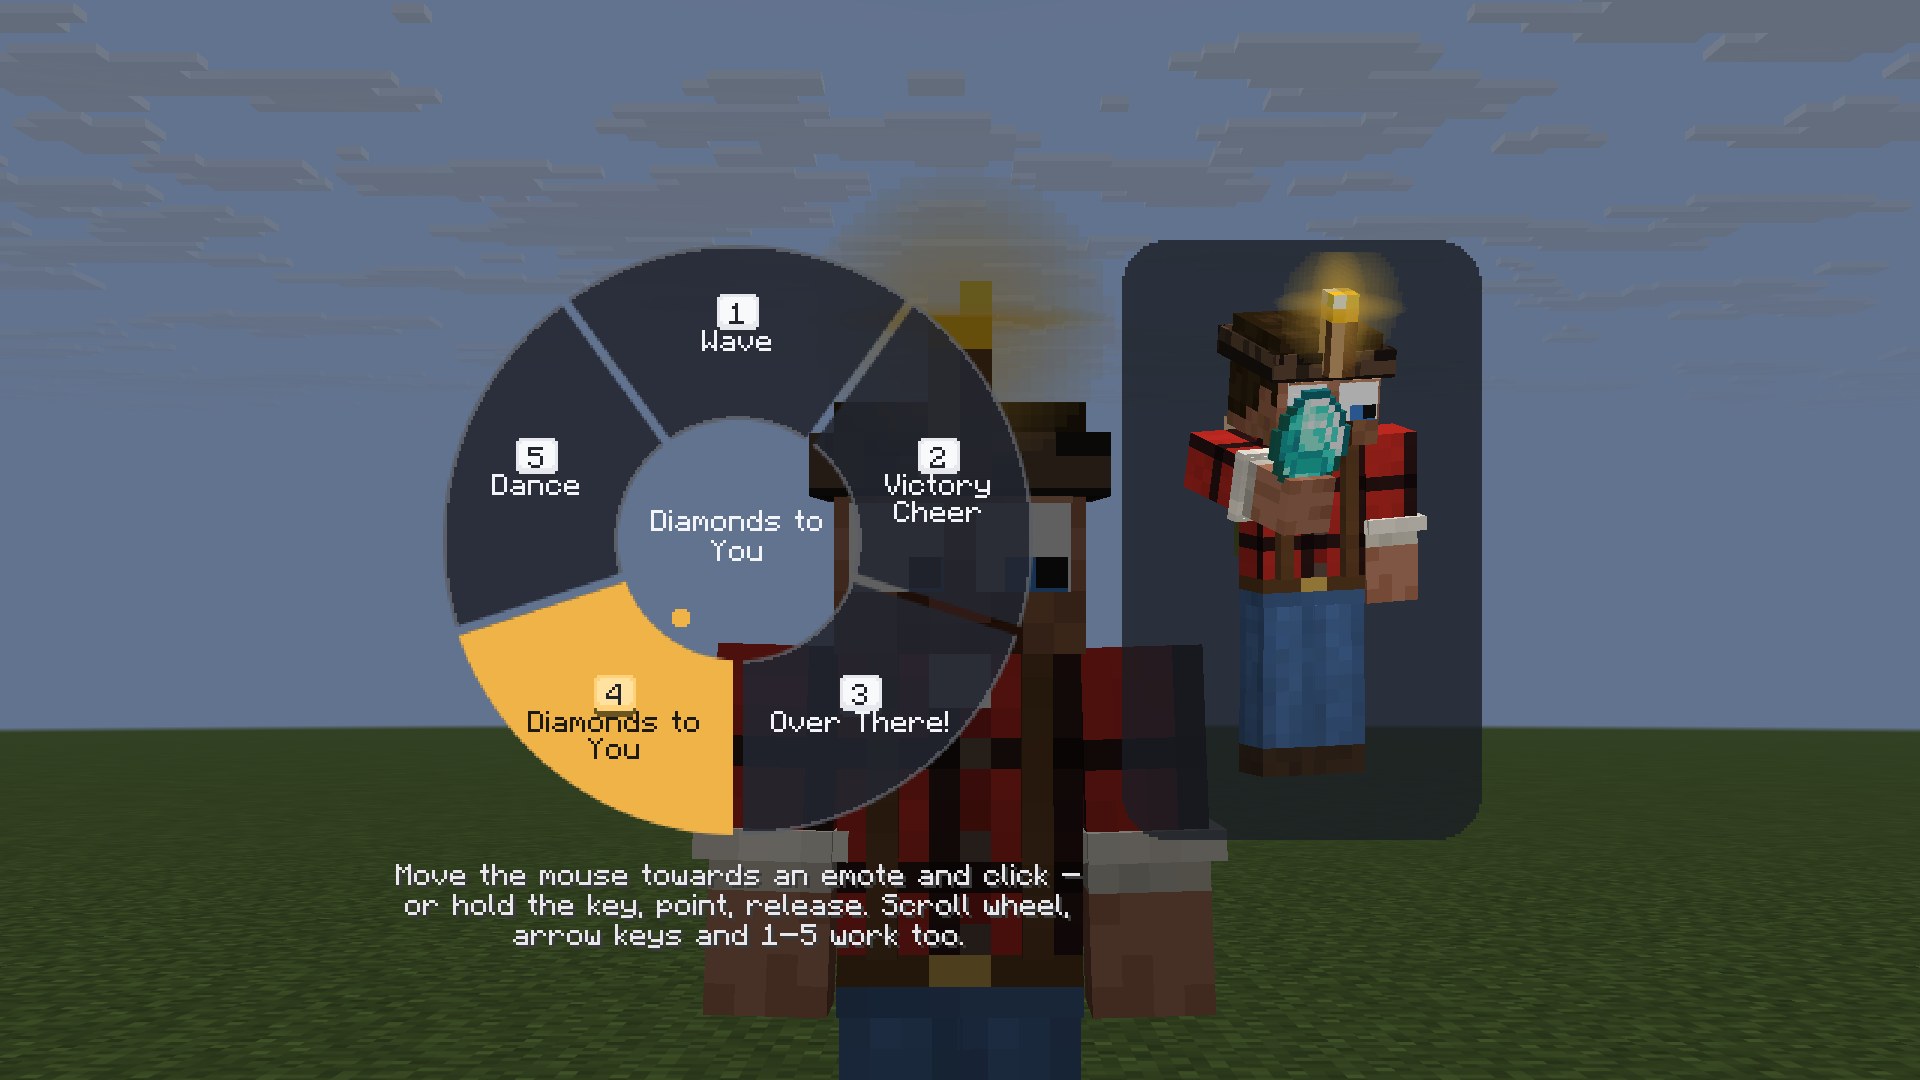 1
Wave
5
Dance
2
Victory
Cheer
Diamonds to
You
4
Diamonds to
You
3
Over There!
Move the mouse towards an emote and click —
or hold the key, point, release. Scroll wheel,
arrow keys and 1–5 work too.